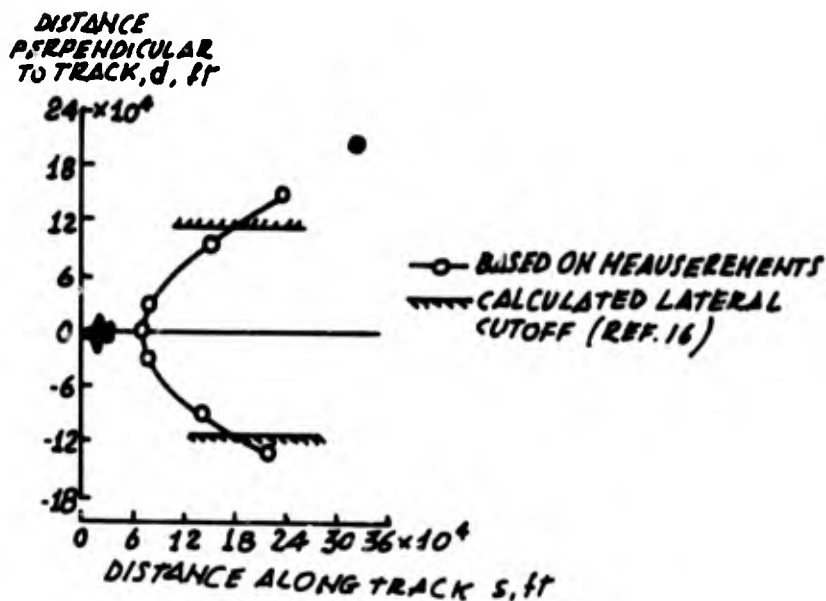 DISTANCE
PERPENDICULAR
TO TRACK, d, ft
24 ×10⁴
18
12
6
0
-6
-12
-18
0 6 12 18 24 30 36×10⁴
DISTANCE ALONG TRACK s, ft
BASED ON MEAUSEREMENTS
CALCULATED LATERAL
CUTOFF (REF. 16)